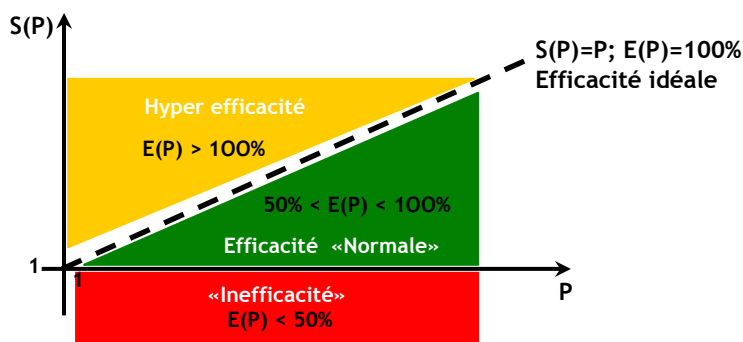 S(P)
S(P)=P; E(P)=100%
Efficacité idéale
Hyper efficacité
E(P) > 100%
50% < E(P) < 100%
Efficacité «Normale»
1
1
P
«Inefficacité»
E(P) < 50%